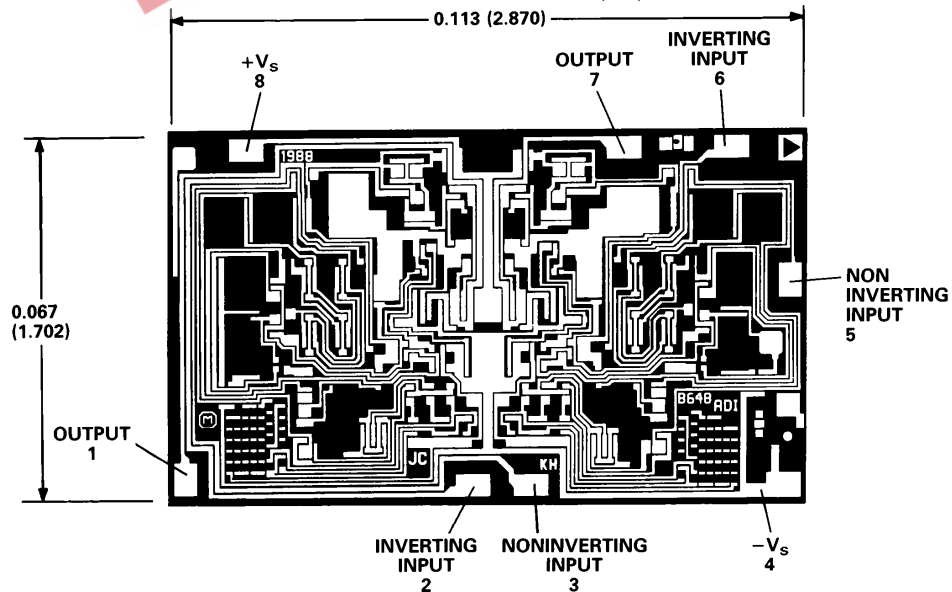 0.113 (2.870)
+Vs
8
OUTPUT
7
INVERTING
INPUT
6
1988
NON
INVERTING
INPUT
5
0.067
(1.702)
8648
ADI
M
OUTPUT
1
JC
KH
INVERTING
INPUT
2
NONINVERTING
INPUT
3
−Vs
4